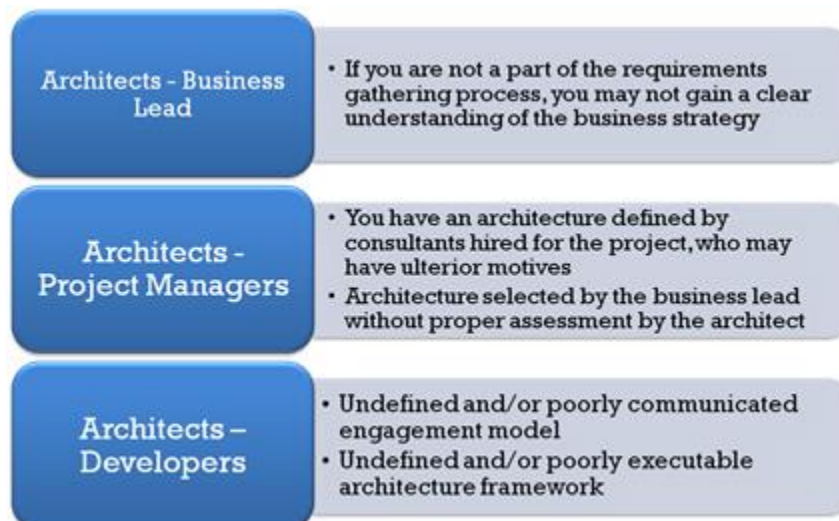 Architects - Business
Lead
• If you are not a part of the requirements
gathering process, you may not gain a clear
understanding of the business strategy
Architects -
Project Managers
• You have an architecture defined by
consultants hired for the project, who may
have ulterior motives
• Architecture selected by the business lead
without proper assessment by the architect
Architects –
Developers
• Undefined and/or poorly communicated
engagement model
• Undefined and/or poorly executable
architecture framework